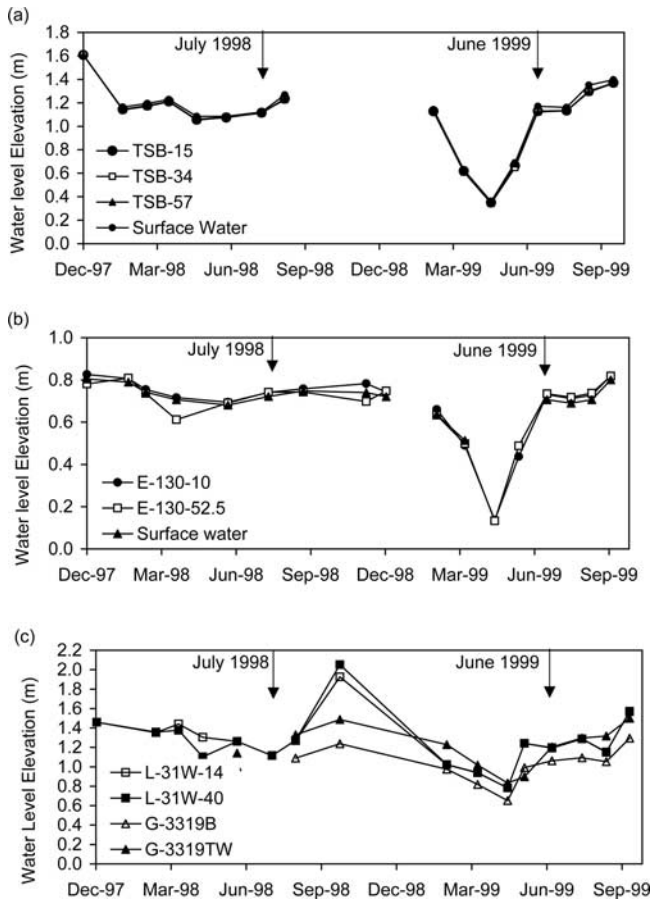 (a)
Water level Elevation (m)
1.8
1.6
1.4
1.2
1.0
0.8
0.6
0.4
0.2
0.0
July 1998
June 1999
TSB-15
TSB-34
TSB-57
Surface Water
Dec-97 Mar-98 Jun-98 Sep-98 Dec-98 Mar-99 Jun-99 Sep-99
(b)
Water level Elevation (m)
1.0
0.8
0.6
0.4
0.2
0.0
July 1998
June 1999
E-130-10
E-130-52.5
Surface water
Dec-97 Mar-98 Jun-98 Sep-98 Dec-98 Mar-99 Jun-99 Sep-99
(c)
Water Level Elevation (m)
2.2
2.0
1.8
1.6
1.4
1.2
1.0
0.8
0.6
0.4
0.2
0.0
July 1998
June 1999
L-31W-14
L-31W-40
G-3319B
G-3319TW
Dec-97 Mar-98 Jun-98 Sep-98 Dec-98 Mar-99 Jun-99 Sep-99